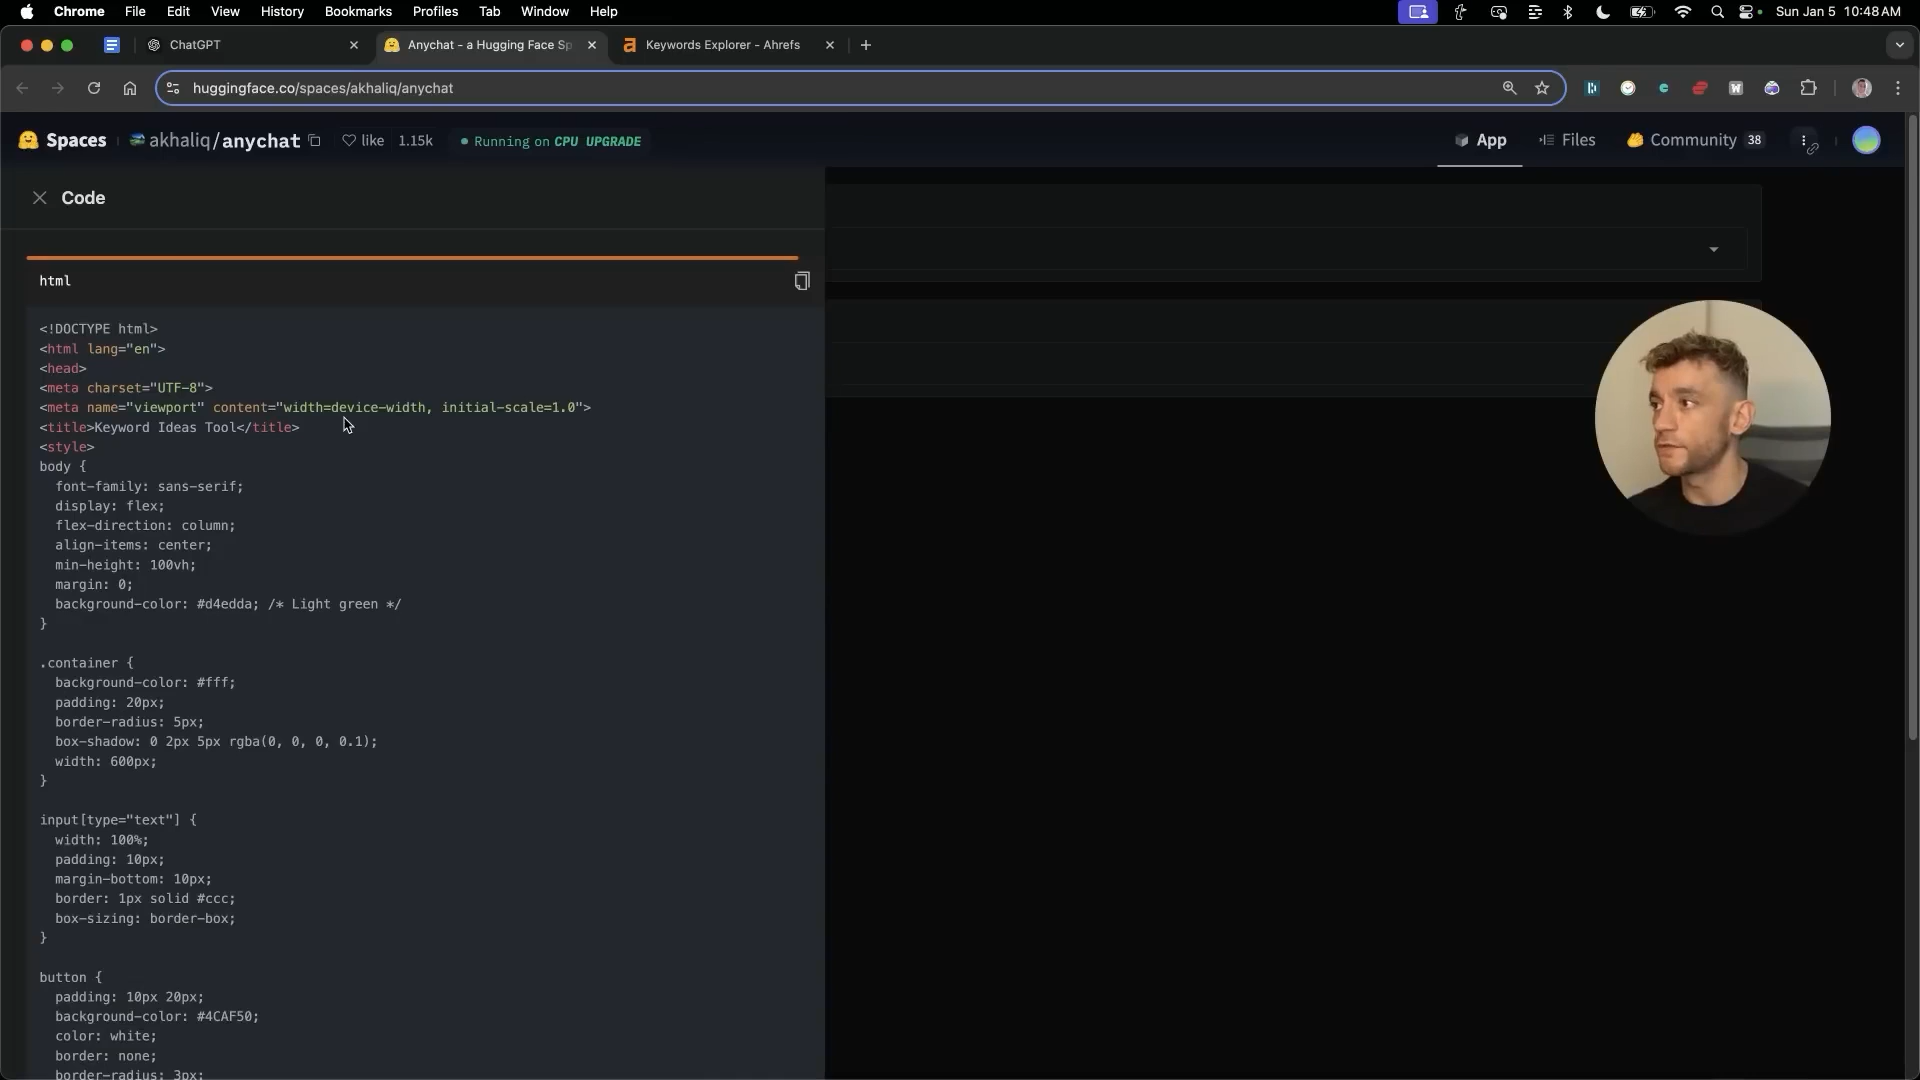 Chrome File Edit View History Bookmarks Profiles Tab Window Help Sun Jan 5 10:48 AM
ChatGPT Anychat - a Hugging Face Sp Keywords Explorer - Ahrefs
huggingface.co/spaces/akhaliq/anychat
Spaces akhaliq/anychat like 1.15k Running on CPU UPGRADE App Files Community 38
Code
html
<!DOCTYPE html>
<html lang="en">
<head>
<meta charset="UTF-8">
<meta name="viewport" content="width=device-width, initial-scale=1.0">
<title>Keyword Ideas Tool</title>
<style>
body {
font-family: sans-serif;
display: flex;
flex-direction: column;
align-items: center;
min-height: 100vh;
margin: 0;
background-color: #d4edda; /* Light green */
}
.container {
background-color: #fff;
padding: 20px;
border-radius: 5px;
box-shadow: 0 2px 5px rgba(0, 0, 0, 0.1);
width: 600px;
}
input[type="text"] {
width: 100%;
padding: 10px;
margin-bottom: 10px;
border: 1px solid #ccc;
box-sizing: border-box;
}
button {
padding: 10px 20px;
background-color: #4CAF50;
color: white;
border: none;
border-radius: 3px;